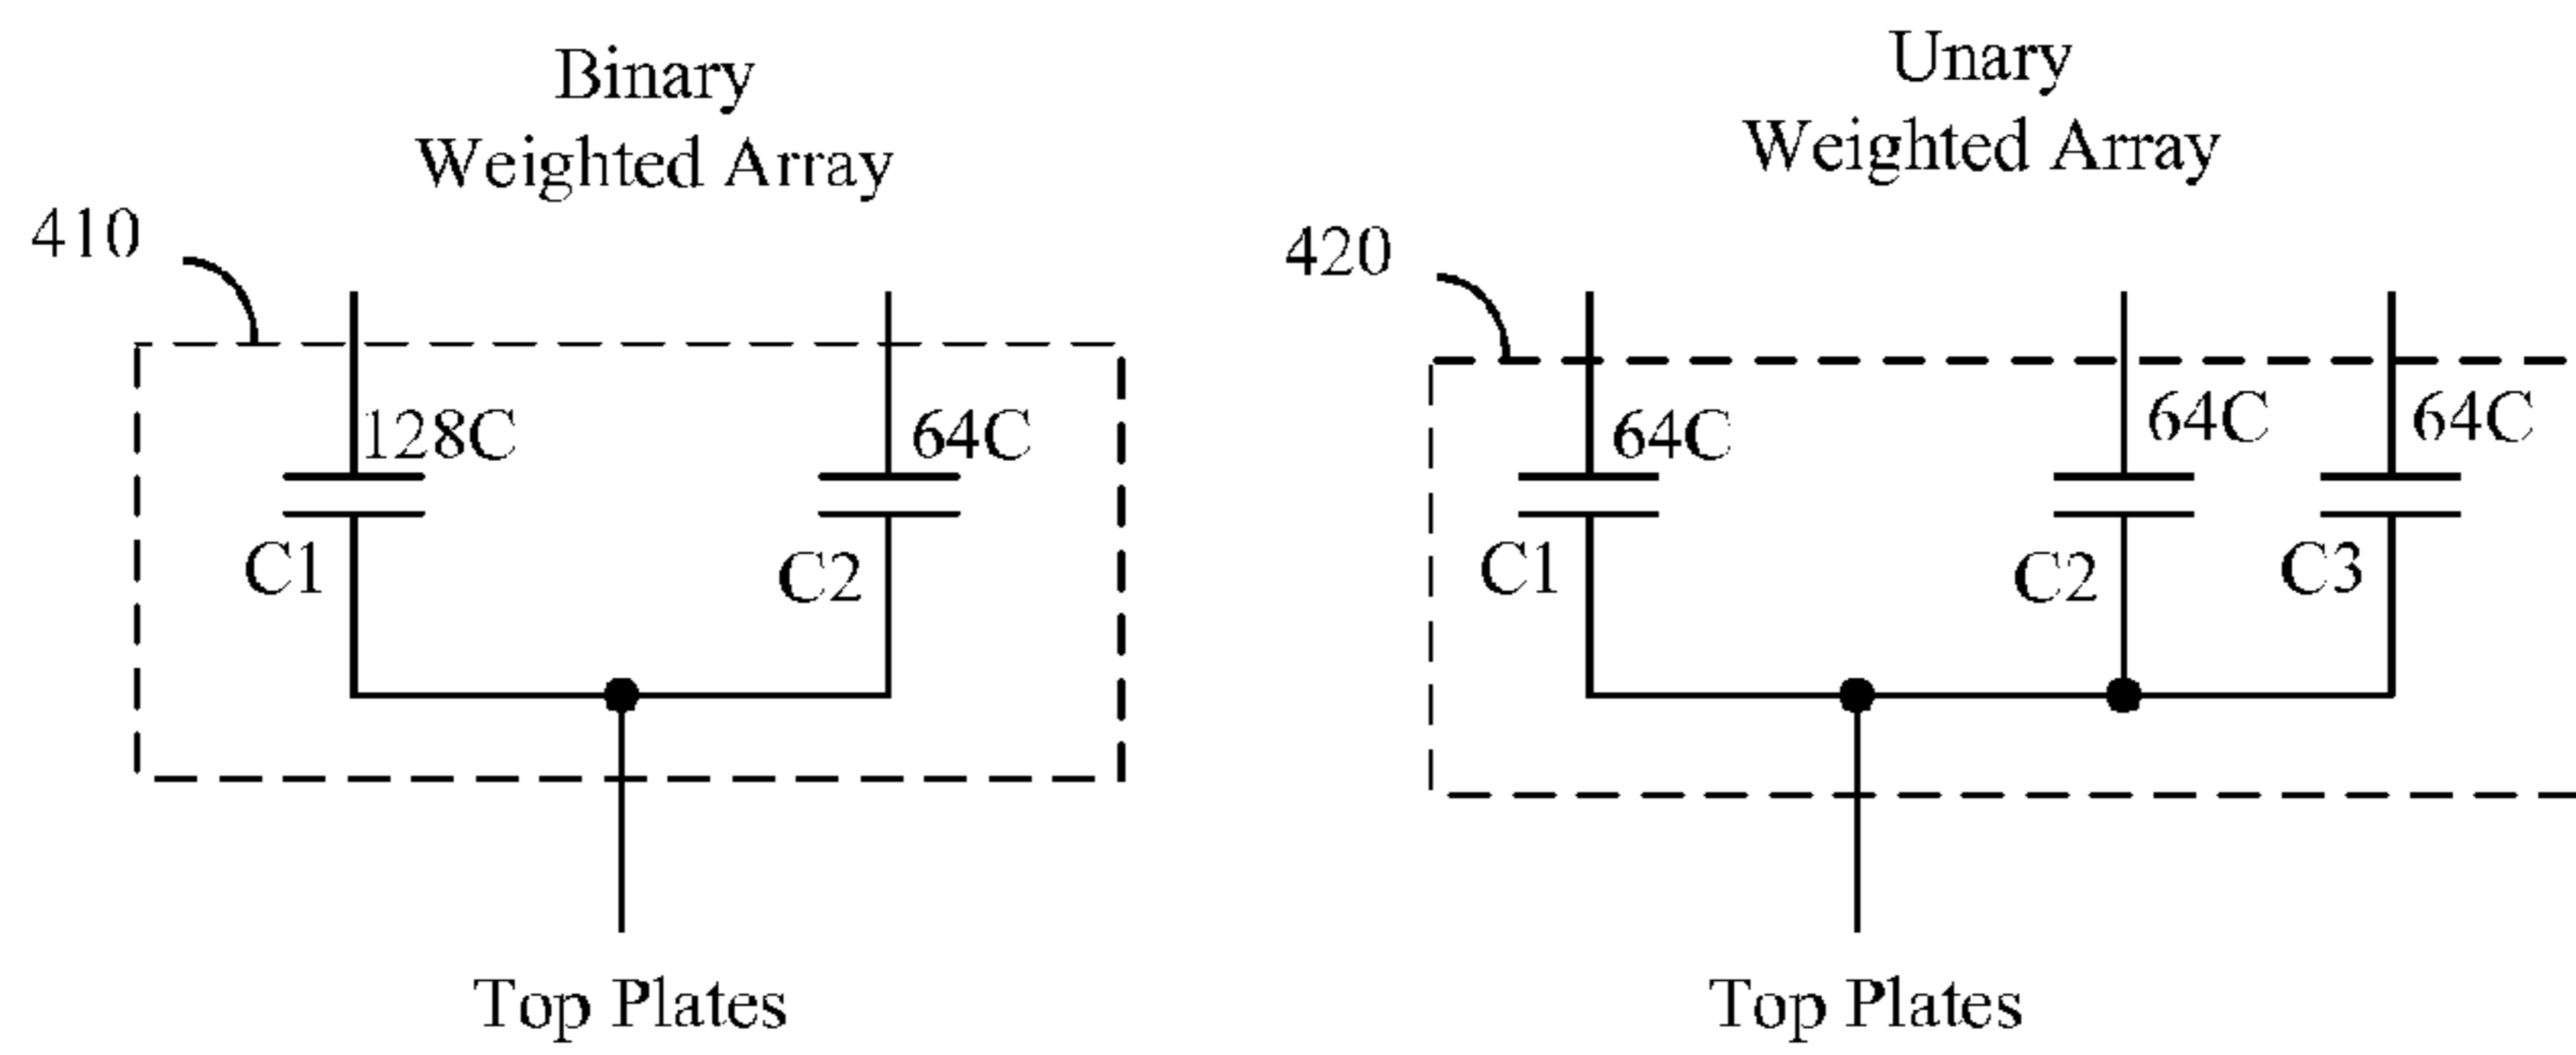 Binary
Weighted Array
410
128C
64C
C1
C2
Top Plates
Unary
Weighted Array
420
64C
64C
64C
C1
C2
C3
Top Plates